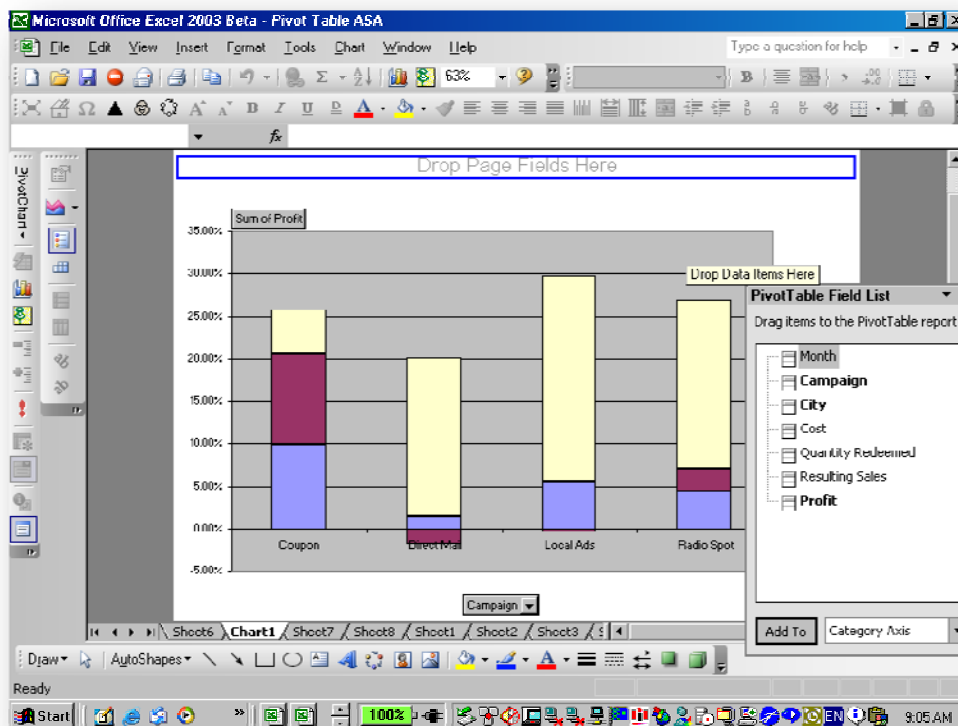 Microsoft Office Excel 2003 Beta - Pivot Table ASA
File Edit View Insert Format Tools Chart Window Help
Type a question for help
63%
PivotChart
Drop Page Fields Here
Sum of Profit
35.00%
30.00%
25.00%
20.00%
15.00%
10.00%
5.00%
0.00%
-5.00%
Coupon Direct Mail Local Ads Radio Spot
Drop Data Items Here
PivotTable Field List
Drag items to the PivotTable report
Month
Campaign
City
Cost
Quantity Redeemed
Resulting Sales
Profit
Add To Category Axis
Campaign
Sheet6 Chart1 Sheet7 Sheet8 Sheet1 Sheet2 Sheet3
Draw AutoShapes
Ready
Start 100% EN 9:05 AM